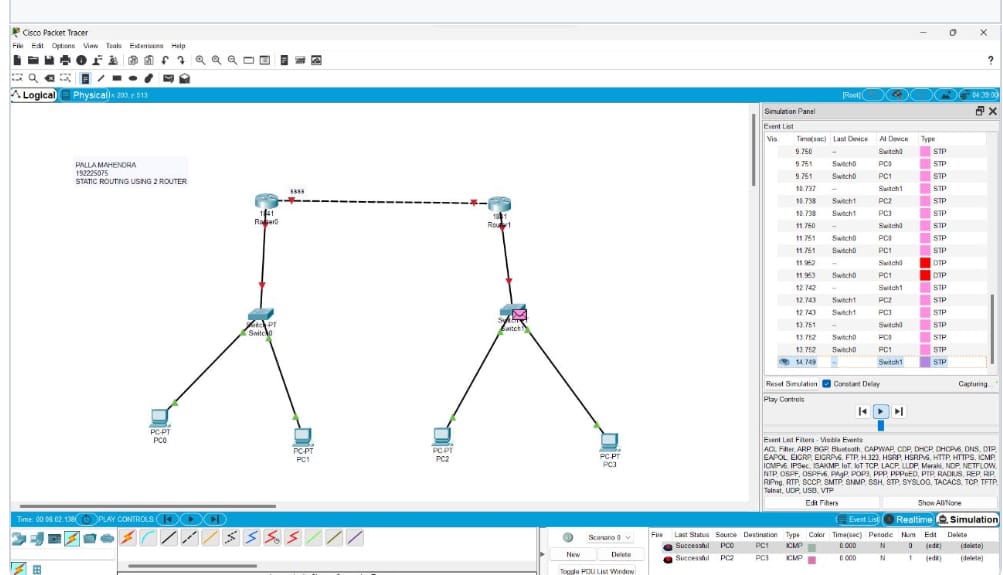 Cisco Packet Tracer
File Edit Options View Tools Extensions Help
?
Logical Physical x: 200, y: 513 [Root] 04:39:00
PALLA MAHENDRA
192225075
STATIC ROUTING USING 2 ROUTER
1841
Router0
1841
Router1
Switch-PT
Switch0
Switch1
PC-PT
PC0
PC-PT
PC1
PC-PT
PC2
PC-PT
PC3
Simulation Panel
Event List
Vis. Time(sec) Last Device At Device Type
9.750 -- Switch0 STP
9.751 Switch0 PC0 STP
9.751 Switch0 PC1 STP
10.737 -- Switch1 STP
10.738 Switch1 PC2 STP
10.738 Switch1 PC3 STP
11.750 -- Switch0 STP
11.751 Switch0 PC0 STP
11.751 Switch0 PC1 STP
11.952 -- Switch0 DTP
11.953 Switch0 PC1 DTP
12.742 -- Switch1 STP
12.743 Switch1 PC2 STP
12.743 Switch1 PC3 STP
13.751 -- Switch0 STP
13.752 Switch0 PC0 STP
13.752 Switch0 PC1 STP
14.749 -- Switch1 STP
Reset Simulation Constant Delay Capturing...
Play Controls
Event List Filters - Visible Events
ACL Filter, ARP, BGP, Bluetooth, CAPWAP, CDP, DHCP, DHCPv6, DNS, DTP,
EAPOL, EIGRP, EIGRPv6, FTP, H.323, HSRP, HSRPv6, HTTP, HTTPS, ICMP,
ICMPv6, IPSec, ISAKMP, IoT, IoT TCP, LACP, LLDP, Meraki, NDP, NETFLOW,
NTP, OSPF, OSPFv6, PAgP, POP3, PPP, PPPoED, PTP, RADIUS, REP, RIP,
RIPng, RTP, SCCP, SMTP, SNMP, SSH, STP, SYSLOG, TACACS, TCP, TFTP,
Telnet, UDP, USB, VTP
Edit Filters Show All/None
Time: 00:06:02.138 PLAY CONTROLS: Event List Realtime Simulation
Scenario 0
New Delete
Toggle PDU List Window
Fire Last Status Source Destination Type Color Time(sec) Periodic Num Edit Delete
Successful PC0 PC1 ICMP 0.000 N 0 (edit) (delete)
Successful PC2 PC3 ICMP 0.000 N 1 (edit) (delete)